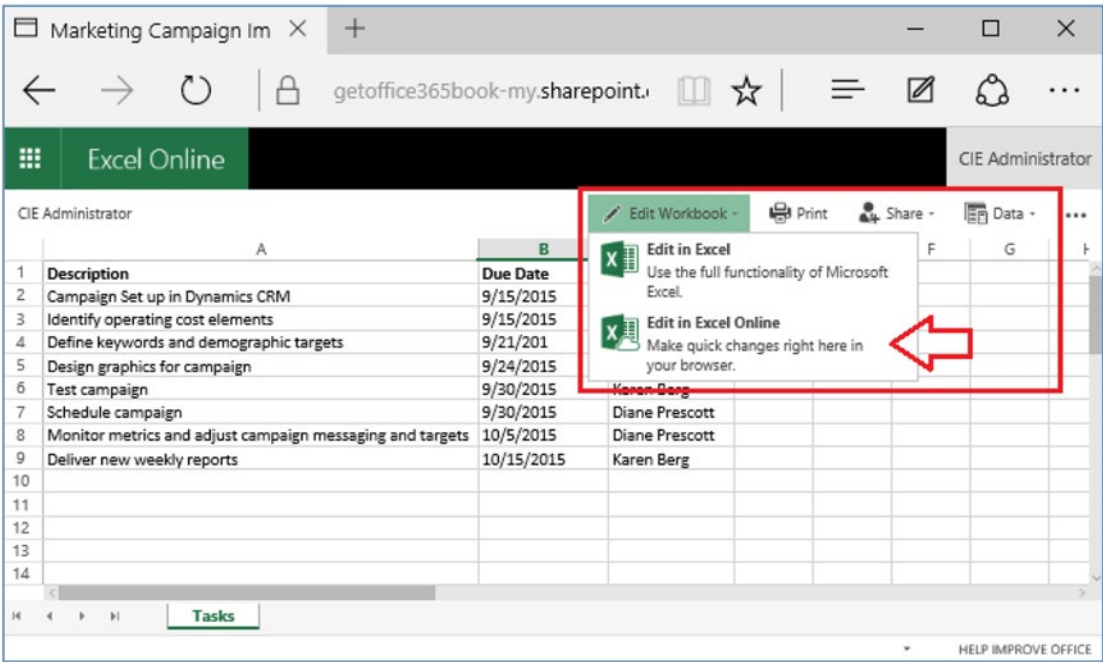 Marketing Campaign Im
getoffice365book-my.sharepoint.
Excel Online
CIE Administrator
CIE Administrator
Edit Workbook
Print
Share
Data
Edit in Excel
Use the full functionality of Microsoft
Excel.
Edit in Excel Online
Make quick changes right here in
your browser.
A B F G
1 Description Due Date
2 Campaign Set up in Dynamics CRM 9/15/2015
3 Identify operating cost elements 9/15/2015
4 Define keywords and demographic targets 9/21/201
5 Design graphics for campaign 9/24/2015
6 Test campaign 9/30/2015 Karen Berg
7 Schedule campaign 9/30/2015 Diane Prescott
8 Monitor metrics and adjust campaign messaging and targets 10/5/2015 Diane Prescott
9 Deliver new weekly reports 10/15/2015 Karen Berg
10
11
12
13
14
Tasks
HELP IMPROVE OFFICE